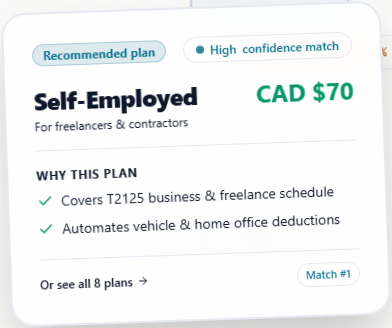 Recommended plan
High confidence match
Self-Employed
CAD $70
For freelancers & contractors
WHY THIS PLAN
Covers T2125 business & freelance schedule
Automates vehicle & home office deductions
Or see all 8 plans →
Match #1